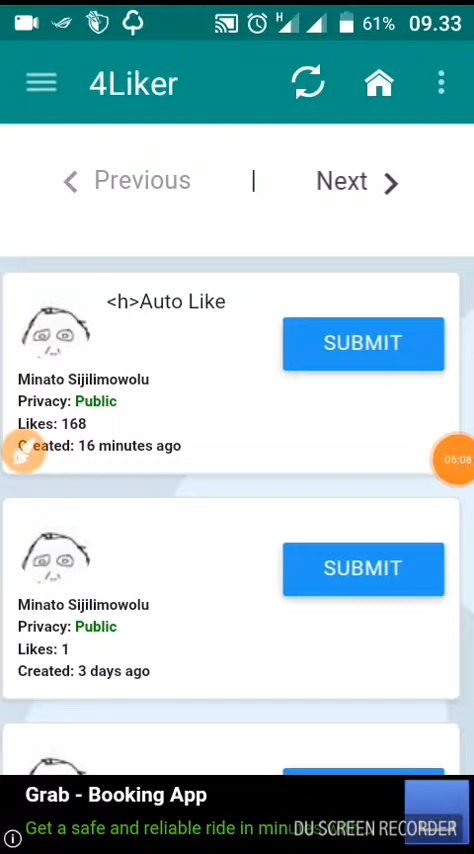 61% 09.33
4Liker
Previous | Next
<h>Auto Like
SUBMIT
Minato Sijilimowolu
Privacy: Public
Likes: 168
Created: 16 minutes ago
06:08
SUBMIT
Minato Sijilimowolu
Privacy: Public
Likes: 1
Created: 3 days ago
Grab - Booking App
Get a safe and reliable ride in minutes
DU SCREEN RECORDER